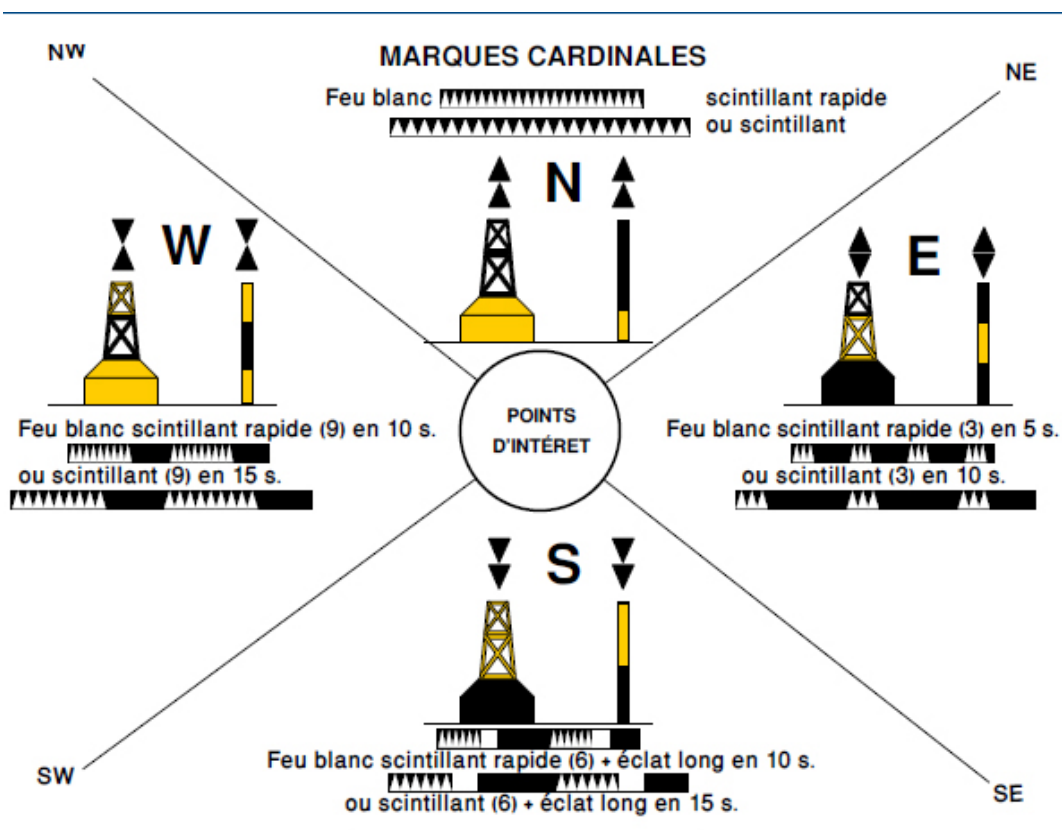 NW
MARQUES CARDINALES
NE
Feu blanc scintillant rapide
ou scintillant
N
W
E
POINTS
D'INTÉRET
Feu blanc scintillant rapide (9) en 10 s.
ou scintillant (9) en 15 s.
Feu blanc scintillant rapide (3) en 5 s.
ou scintillant (3) en 10 s.
S
Feu blanc scintillant rapide (6) + éclat long en 10 s.
ou scintillant (6) + éclat long en 15 s.
SW
SE